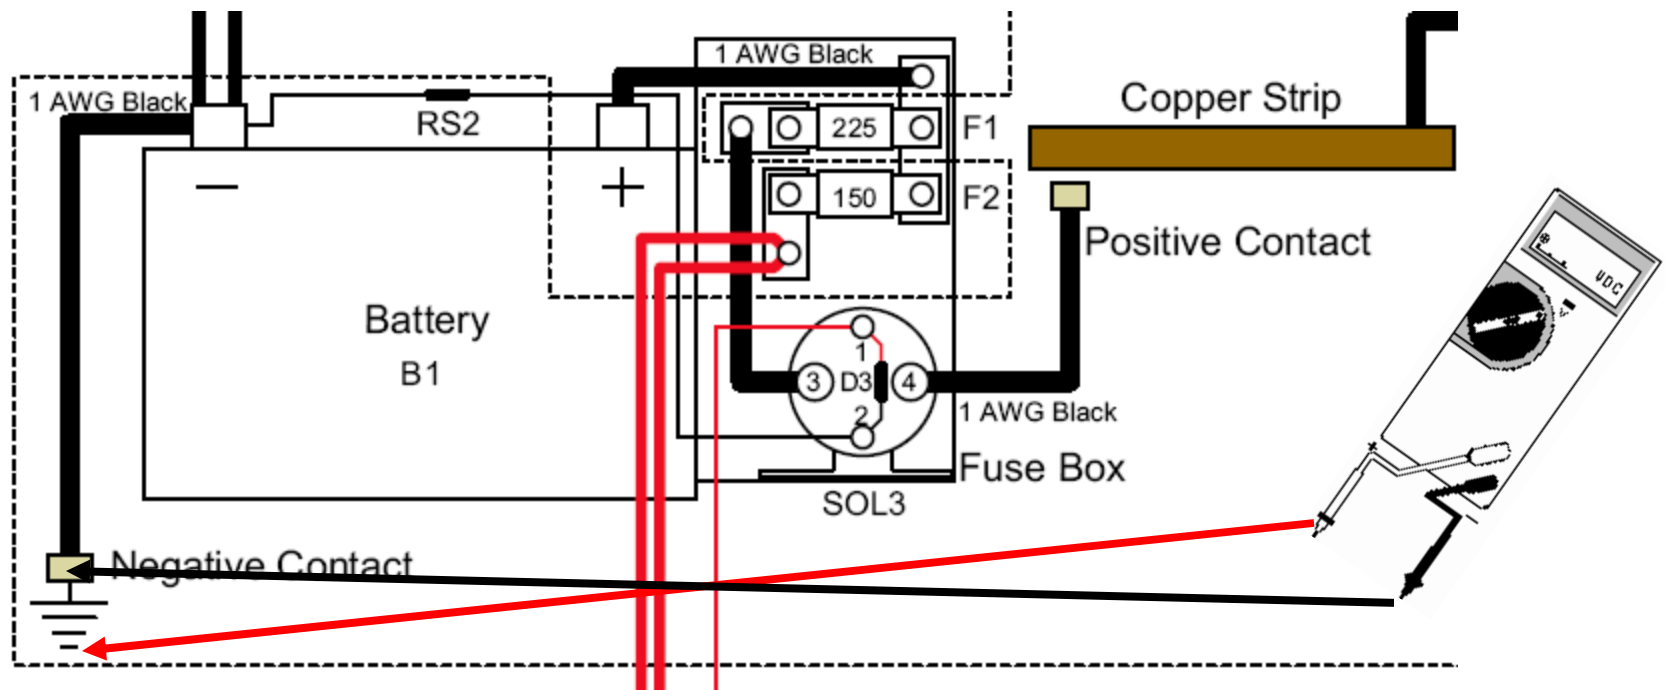 1 AWG Black
1 AWG Black
RS2
225
F1
150
F2
Copper Strip
Positive Contact
VDC
Battery
B1
1
3
D3
4
2
1 AWG Black
Fuse Box
SOL3
Negative Contact